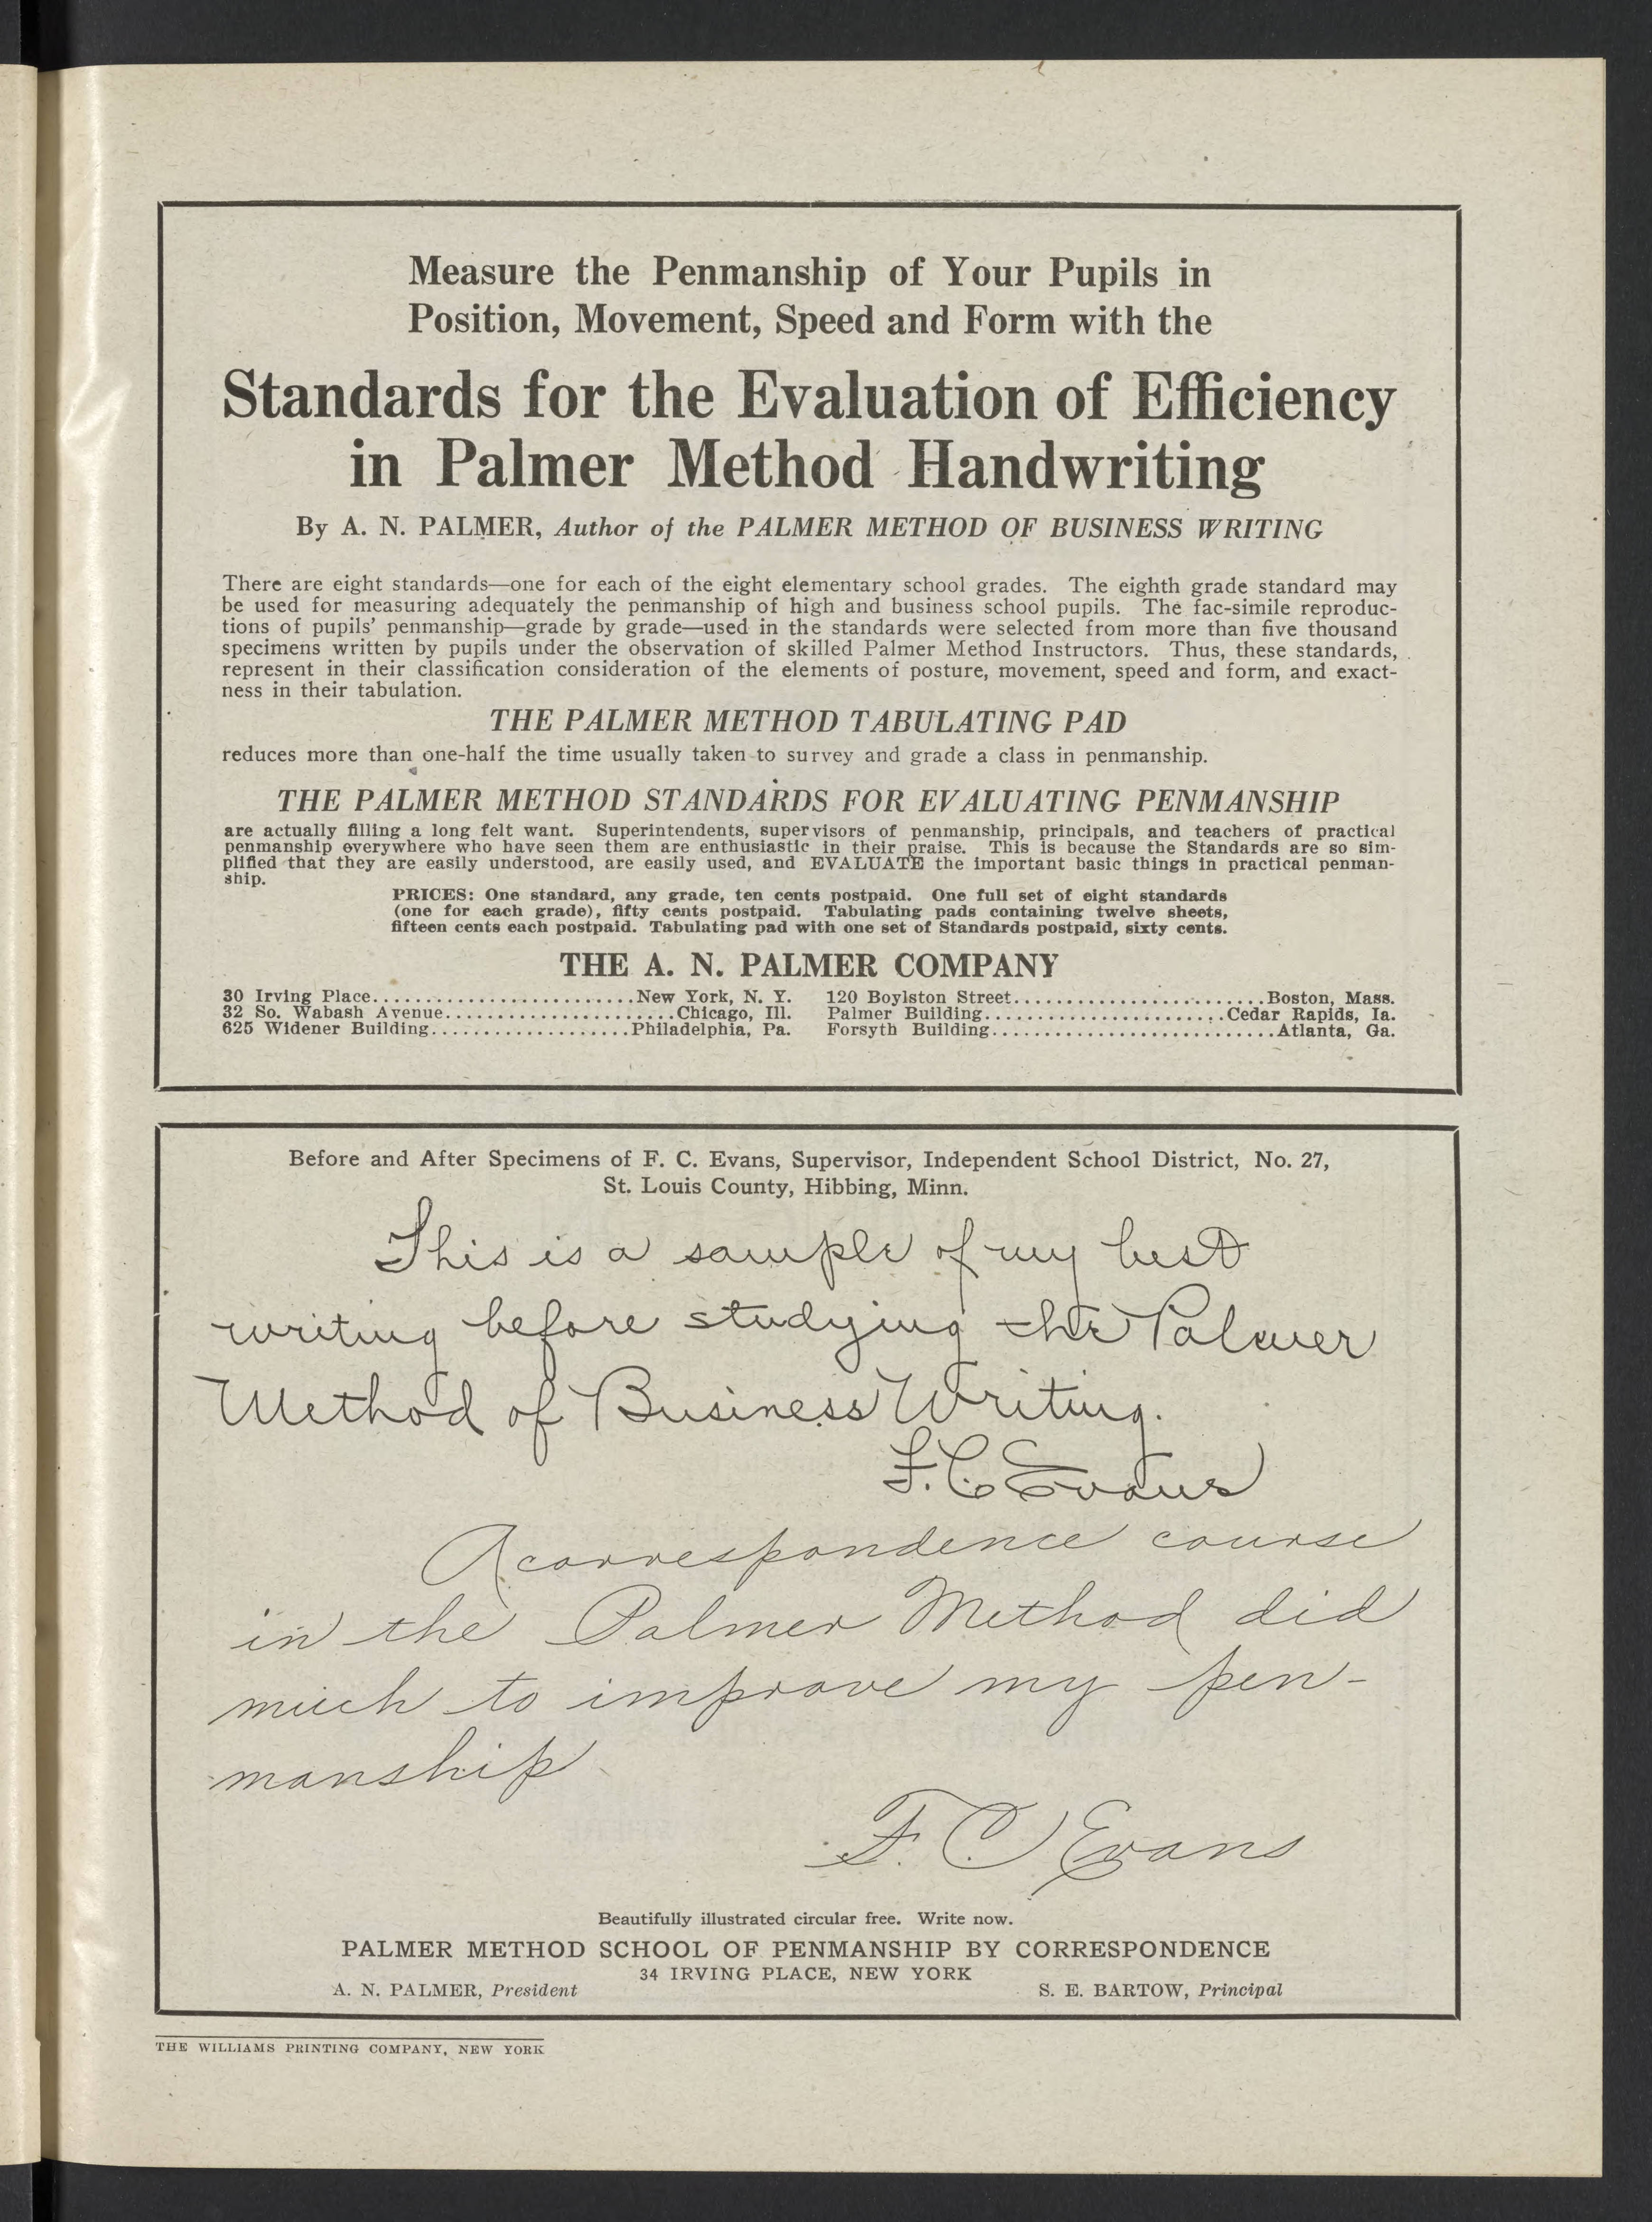 Measure the Penmanship of Your Pupils in
Position, Movement, Speed and Form with the
Standards for the Evaluation of Efficiency
in Palmer Method Handwriting
By A. N. PALMER, Author of the PALMER METHOD OF BUSINESS WRITING
There are eight standards—one for each of the eight elementary school grades. The eighth grade standard may
be used for measuring adequately the penmanship of high and business school pupils. The fac-simile reproduc-
tions of pupils' penmanship—grade by grade—used in the standards were selected from more than five thousand
specimens written by pupils under the observation of skilled Palmer Method Instructors. Thus, these standards,
represent in their classification consideration of the elements of posture, movement, speed and form, and exact-
ness in their tabulation.
THE PALMER METHOD TABULATING PAD
reduces more than one-half the time usually taken to survey and grade a class in penmanship.
THE PALMER METHOD STANDARDS FOR EVALUATING PENMANSHIP
are actually filling a long felt want. Superintendents, supervisors of penmanship, principals, and teachers of practical
penmanship everywhere who have seen them are enthusiastic in their praise. This is because the Standards are so sim-
plified that they are easily understood, are easily used, and EVALUATE the important basic things in practical penman-
ship.
PRICES: One standard, any grade, ten cents postpaid. One full set of eight standards
(one for each grade), fifty cents postpaid. Tabulating pads containing twelve sheets,
fifteen cents each postpaid. Tabulating pad with one set of Standards postpaid, sixty cents.
THE A. N. PALMER COMPANY
30 Irving Place.........................New York, N. Y. 120 Boylston Street........................Boston, Mass.
32 So. Wabash Avenue......................Chicago, Ill. Palmer Building.......................Cedar Rapids, Ia.
625 Widener Building...................Philadelphia, Pa. Forsyth Building...........................Atlanta, Ga.
Before and After Specimens of F. C. Evans, Supervisor, Independent School District, No. 27,
St. Louis County, Hibbing, Minn.
This is a sample of my best
writing before studying the Palmer
Method of Business Writing.
F. C. Evans
A correspondence course
in the Palmer Method did
much to improve my pen-
manship
F. C. Evans
Beautifully illustrated circular free. Write now.
PALMER METHOD SCHOOL OF PENMANSHIP BY CORRESPONDENCE
34 IRVING PLACE, NEW YORK
A. N. PALMER, President S. E. BARTOW, Principal
THE WILLIAMS PRINTING COMPANY, NEW YORK